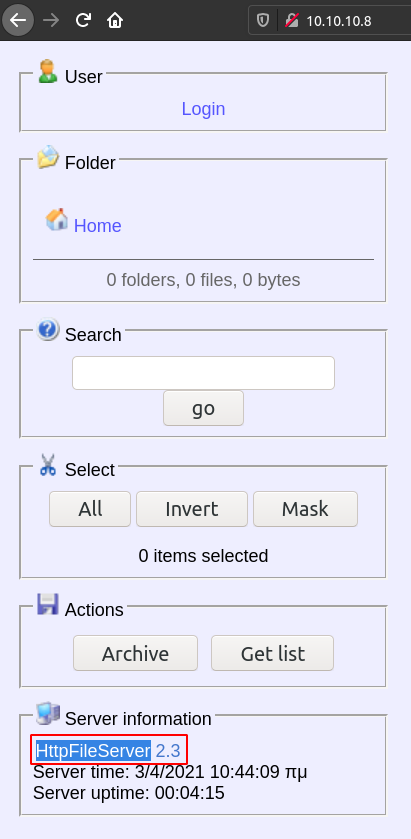 10.10.10.8
User
Login
Folder
Home
0 folders, 0 files, 0 bytes
Search
go
Select
All Invert Mask
0 items selected
Actions
Archive Get list
Server information
HttpFileServer 2.3
Server time: 3/4/2021 10:44:09 πμ
Server uptime: 00:04:15